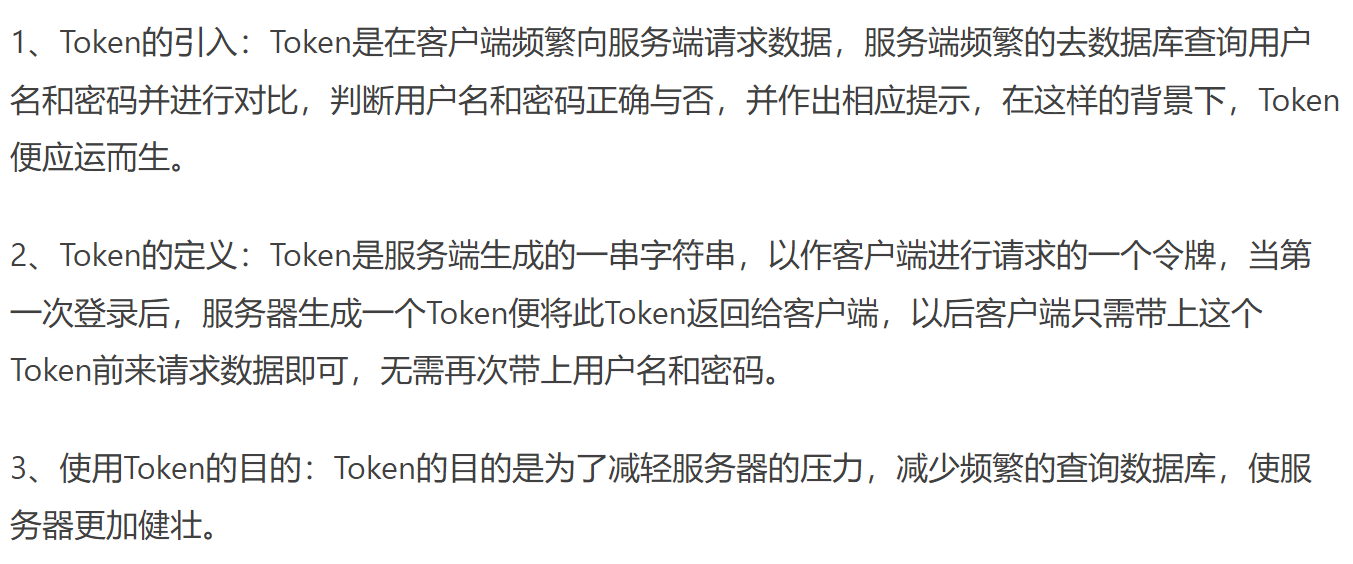 1、Token的引入：Token是在客户端频繁向服务端请求数据，服务端频繁的去数据库查询用户
名和密码并进行对比，判断用户名和密码正确与否，并作出相应提示，在这样的背景下，Token
便应运而生。
2、Token的定义：Token是服务端生成的一串字符串，以作客户端进行请求的一个令牌，当第
一次登录后，服务器生成一个Token便将此Token返回给客户端，以后客户端只需带上这个
Token前来请求数据即可，无需再次带上用户名和密码。
3、使用Token的目的：Token的目的是为了减轻服务器的压力，减少频繁的查询数据库，使服
务器更加健壮。